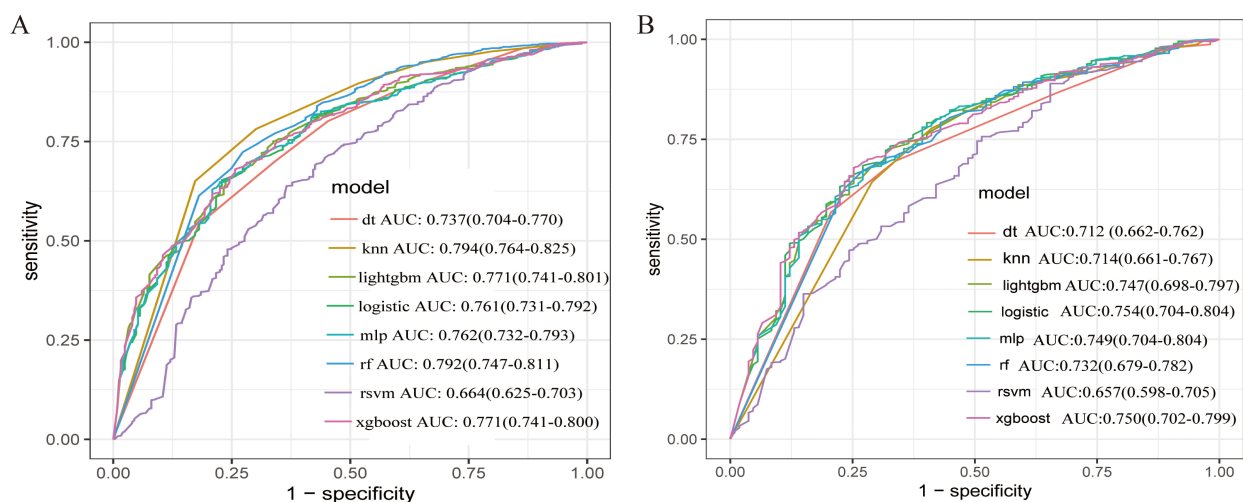 A
1.00
0.75
0.50
0.25
0.00
sensitivity
model
dt AUC: 0.737(0.704-0.770)
knn AUC: 0.794(0.764-0.825)
lightgbm AUC: 0.771(0.741-0.801)
logistic AUC: 0.761(0.731-0.792)
mlp AUC: 0.762(0.732-0.793)
rf AUC: 0.792(0.747-0.811)
rsvm AUC: 0.664(0.625-0.703)
xgboost AUC: 0.771(0.741-0.800)
0.00 0.25 0.50 0.75 1.00
1 − specificity
B
1.00
0.75
0.50
0.25
0.00
sensitivity
model
dt AUC:0.712 (0.662-0.762)
knn AUC:0.714(0.661-0.767)
lightgbm AUC:0.747(0.698-0.797)
logistic AUC:0.754(0.704-0.804)
mlp AUC:0.749(0.704-0.804)
rf AUC:0.732(0.679-0.782)
rsvm AUC:0.657(0.598-0.705)
xgboost AUC:0.750(0.702-0.799)
0.00 0.25 0.50 0.75 1.00
1 − specificity